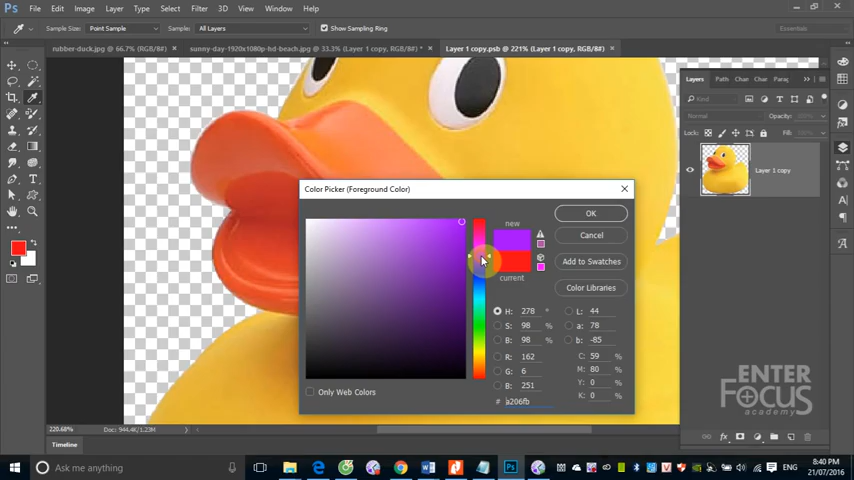 Ps File Edit Image Layer Type Select Filter 3D View Window Help
Sample Size: Point Sample Sample: All Layers Show Sampling Ring Essentials
rubber-duck.jpg @ 66.7% (RGB/8#) × sunny-day-1920x1080-hd-beach.jpg @ 33.3% (Layer 1 copy, RGB/8#) * × Layer 1 copy.psb @ 221% (Layer 1 copy, RGB/8#) ×
Layers Path Char Char Parag
Kind
Normal Opacity:
Lock: Fill:
Layer 1 copy
Color Picker (Foreground Color)
new
current
OK
Cancel
Add to Swatches
Color Libraries
H: 278 °
S: 98 %
B: 98 %
R: 162
G: 6
B: 251
L: 44
a: 78
b: -85
C: 59 %
M: 80 %
Y: 0 %
K: 0 %
# a206fb
Only Web Colors
ENTER
FOCUS
academy
220.68% Doc: 944.4K/1.23M
Timeline
Ask me anything
ENG
8:40 PM
21/07/2016